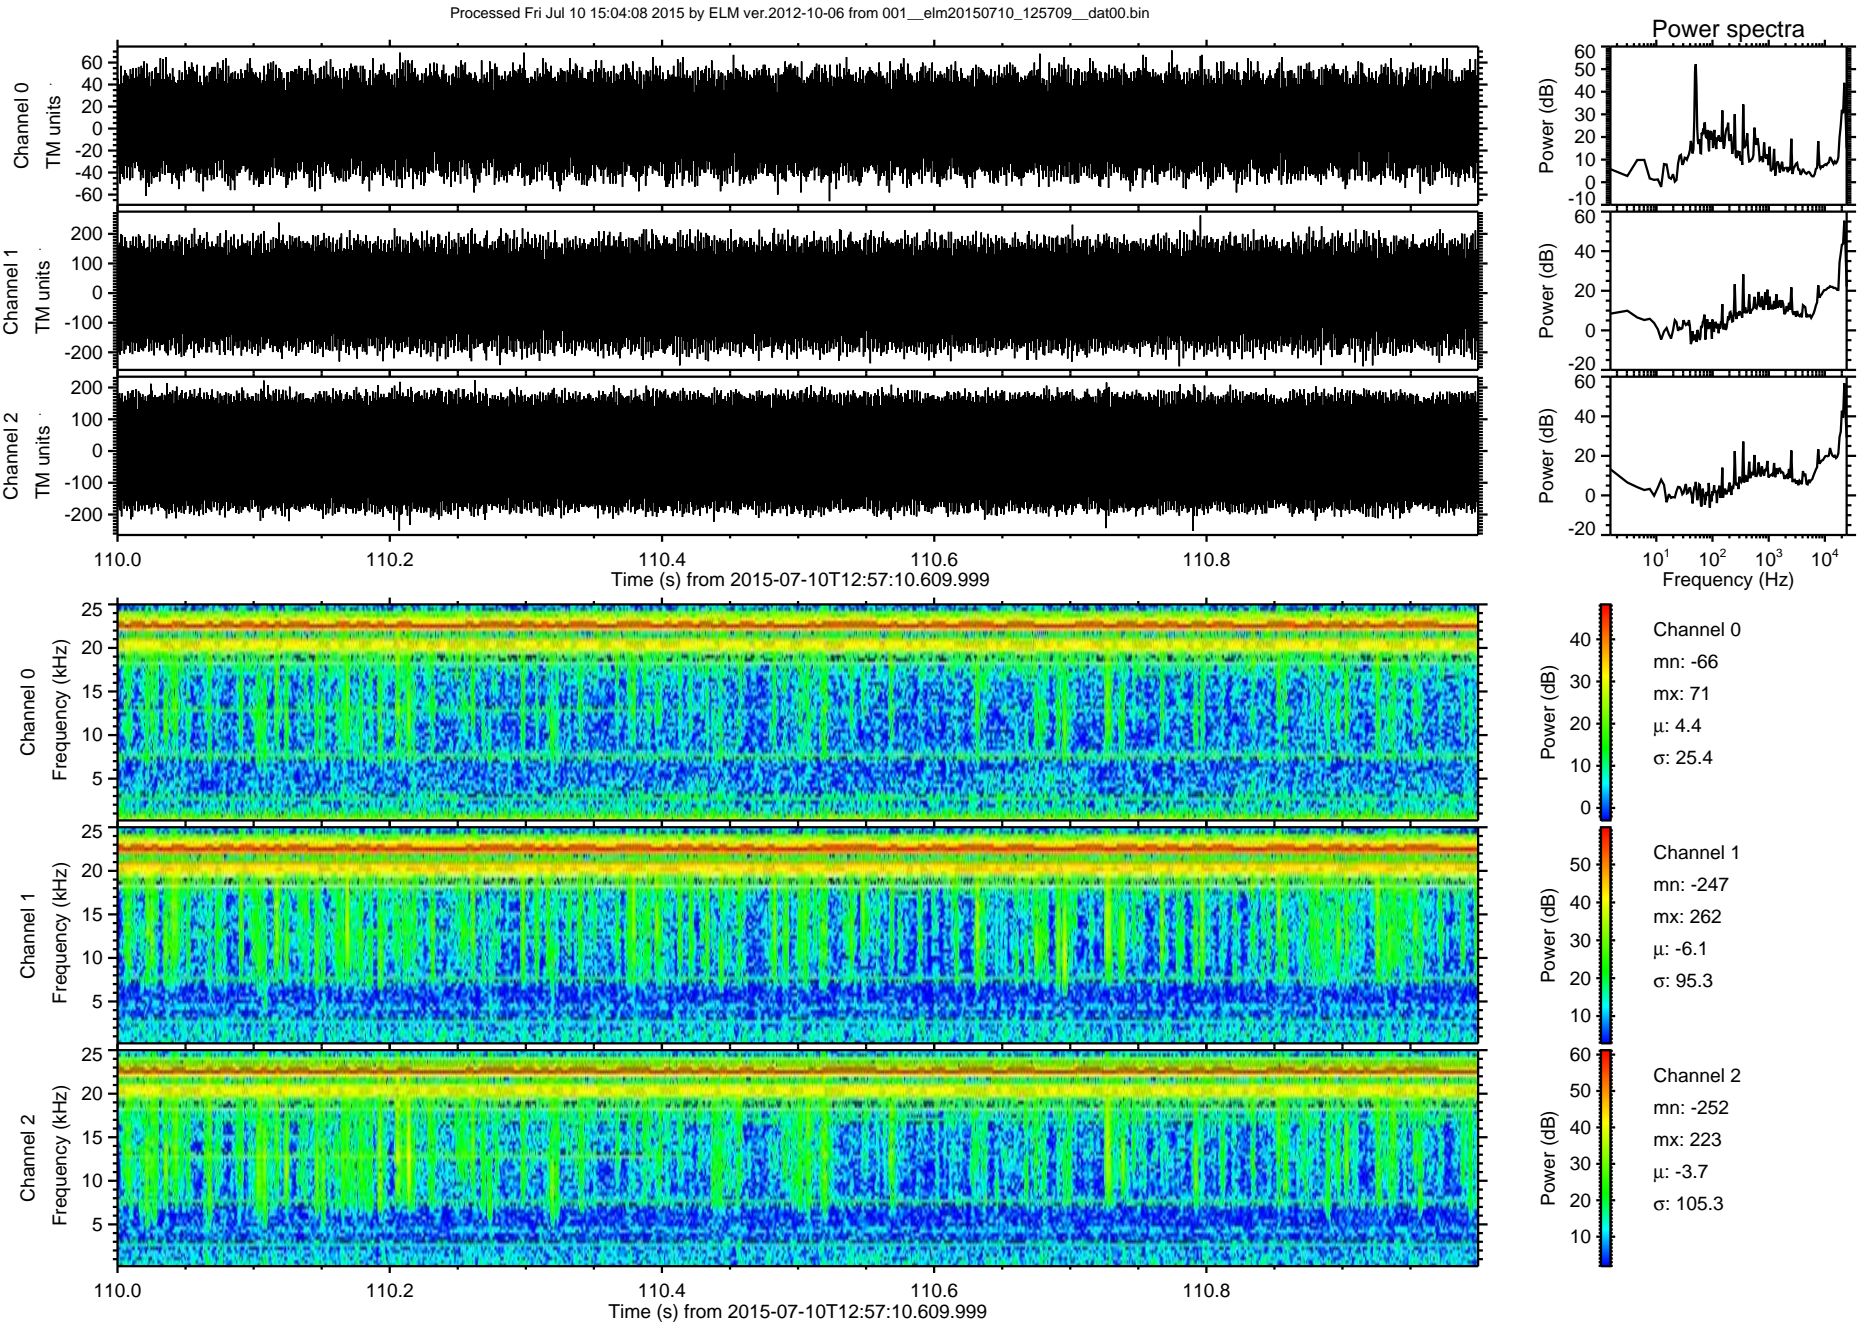 Processed Fri Jul 10 15:04:08 2015 by ELM ver.2012-10-06 from 001__elm20150710_125709__dat00.bin
Power spectra
Channel 0
TM units
60
40
20
0
-20
-40
-60
Power (dB)
60
50
40
30
20
10
0
-10
Channel 1
TM units
200
100
0
-100
-200
Power (dB)
60
40
20
0
-20
Channel 2
TM units
200
100
0
-100
-200
Power (dB)
60
40
20
0
-20
110.0 110.2 110.4 110.6 110.8
Time (s) from 2015-07-10T12:57:10.609.999
10¹ 10² 10³ 10⁴
Frequency (Hz)
Channel 0
Frequency (kHz)
25
20
15
10
5
Power (dB)
40
30
20
10
0
Channel 0
mn: -66
mx: 71
µ: 4.4
σ: 25.4
Channel 1
Frequency (kHz)
25
20
15
10
5
Power (dB)
50
40
30
20
10
Channel 1
mn: -247
mx: 262
µ: -6.1
σ: 95.3
Channel 2
Frequency (kHz)
25
20
15
10
5
Power (dB)
60
50
40
30
20
10
Channel 2
mn: -252
mx: 223
µ: -3.7
σ: 105.3
110.0 110.2 110.4 110.6 110.8
Time (s) from 2015-07-10T12:57:10.609.999